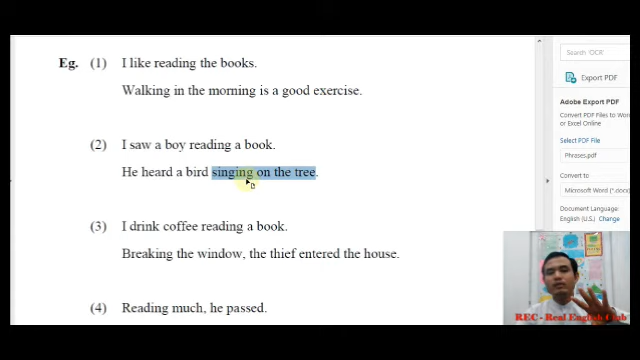 Eg. (1) I like reading the books.
Walking in the morning is a good exercise.
(2) I saw a boy reading a book.
He heard a bird singing on the tree.
(3) I drink coffee reading a book.
Breaking the window, the thief entered the house.
(4) Reading much, he passed.
Search 'OCR'
Export PDF
Adobe Export PDF
Convert PDF Files to Word
or Excel Online
Select PDF File
Phrases.pdf
Convert to
Microsoft Word (*.docx)
Document Language:
English (U.S.) Change
REC - Real English Club